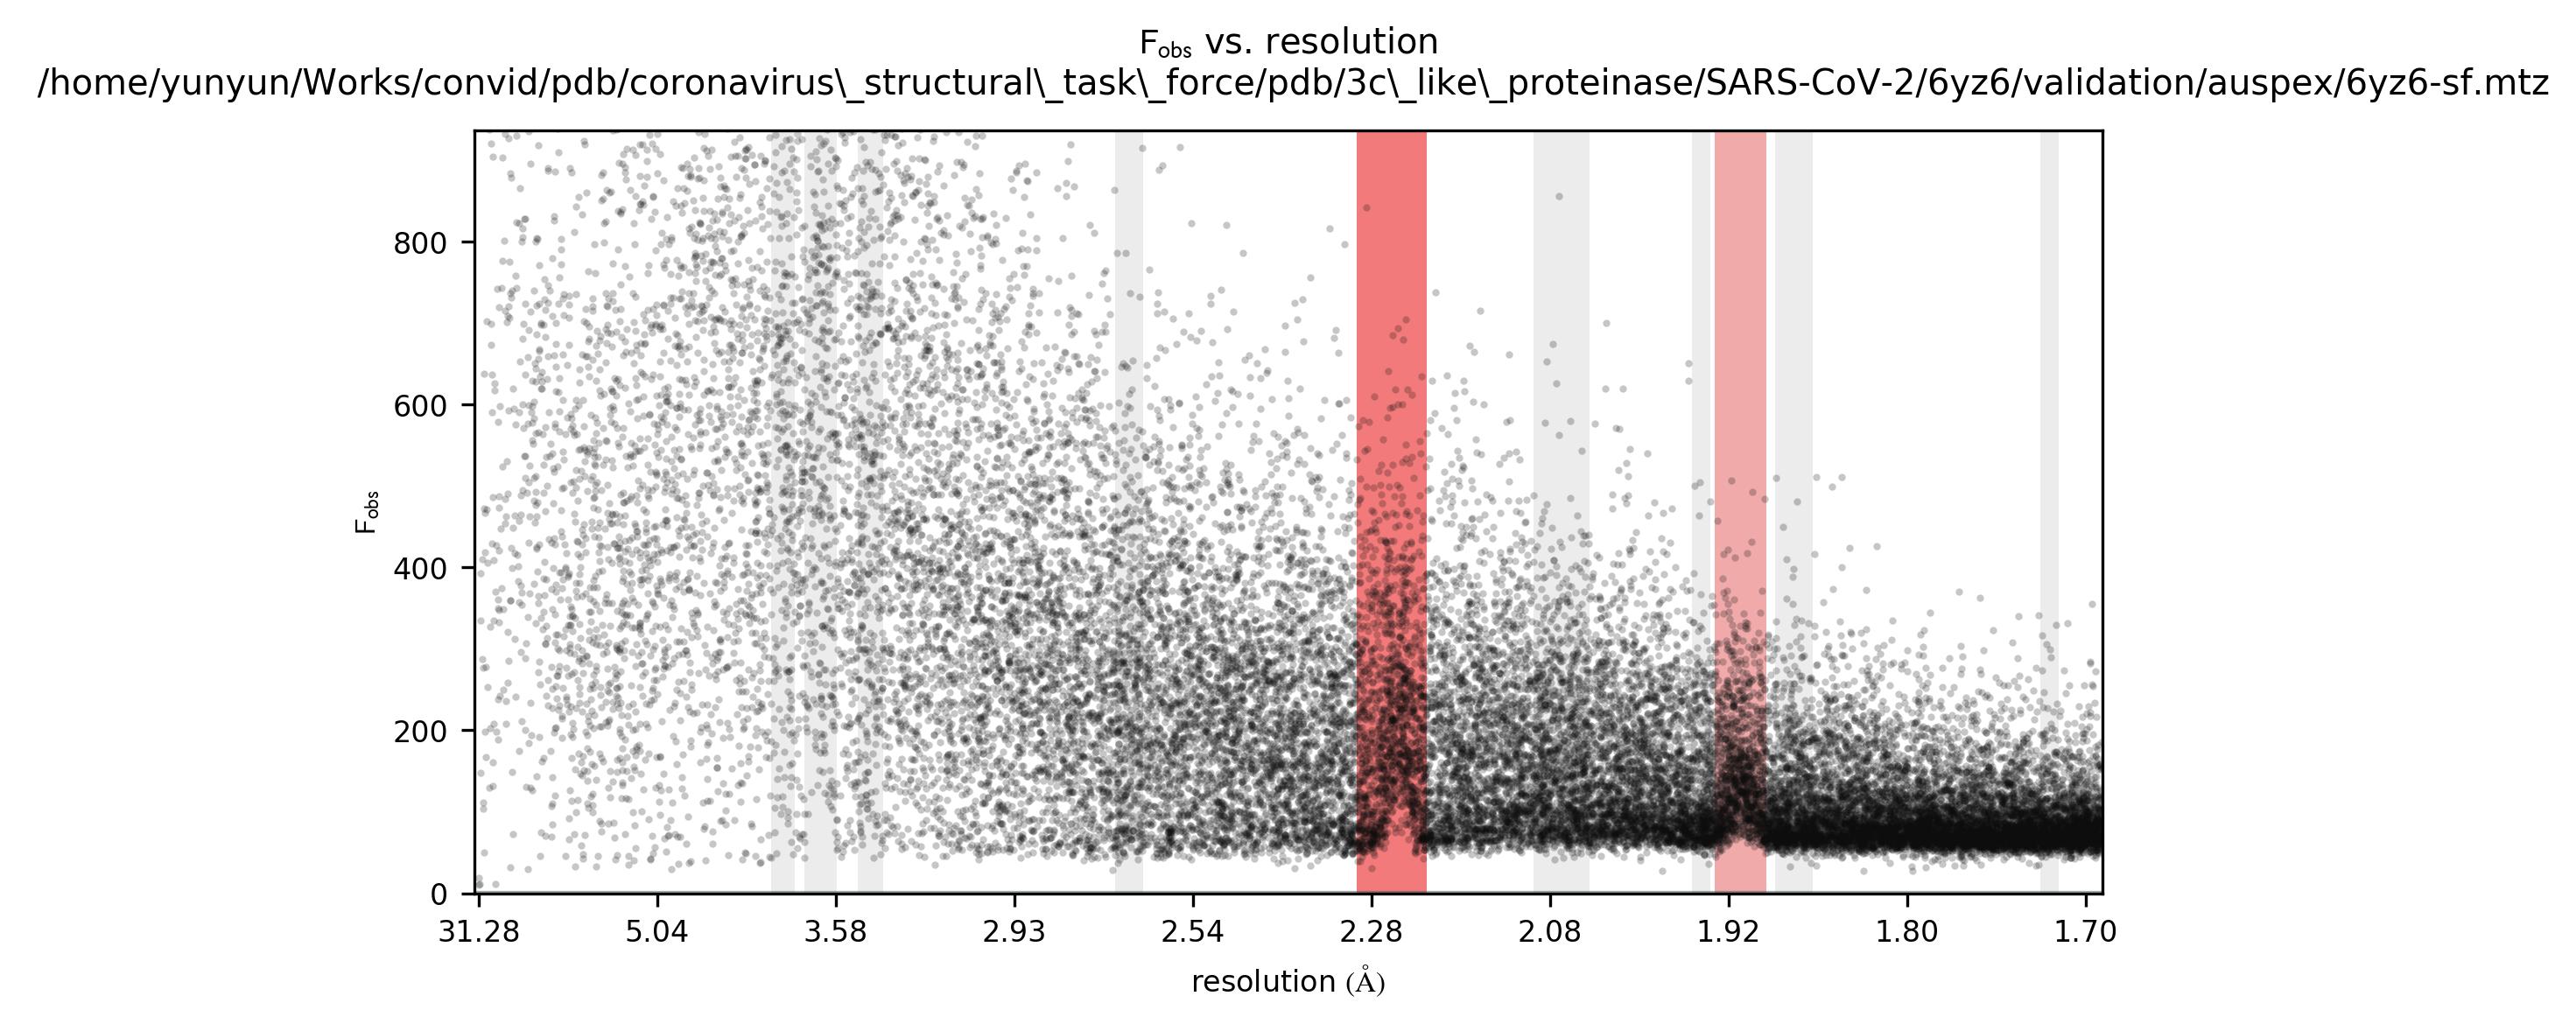 F_obs vs. resolution
/home/yunyun/Works/convid/pdb/coronavirus\_structural\_task\_force/pdb/3c\_like\_proteinase/SARS-CoV-2/6yz6/validation/auspex/6yz6-sf.mtz
800
600
F_obs
400
200
0
31.28 5.04 3.58 2.93 2.54 2.28 2.08 1.92 1.80 1.70
resolution (Å)